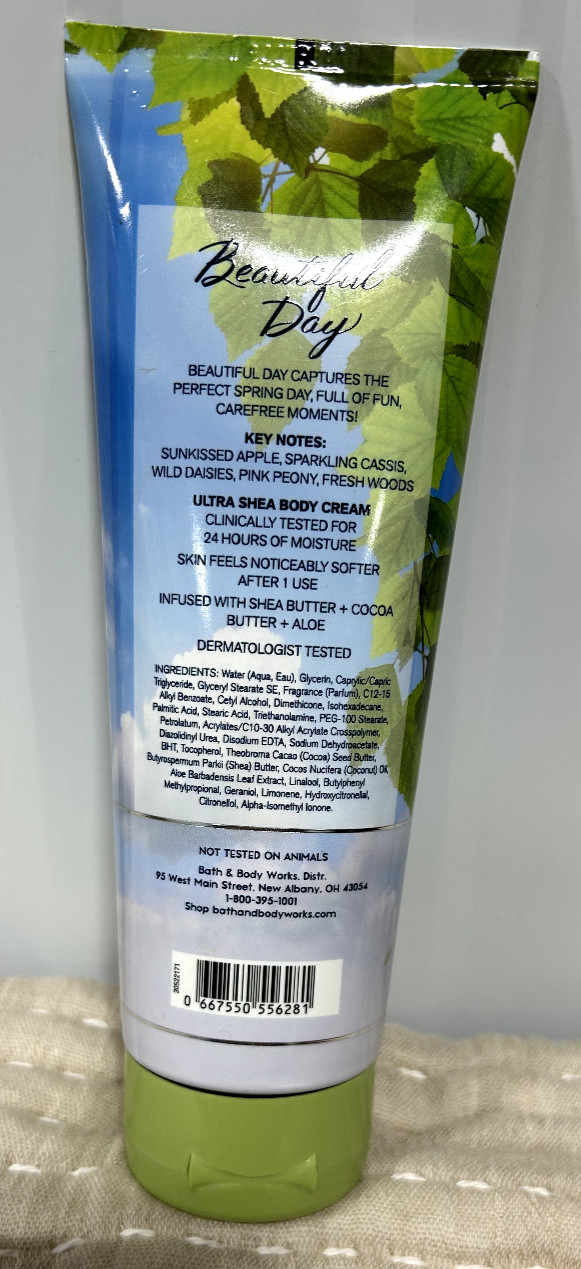 Beautiful
Day
BEAUTIFUL DAY CAPTURES THE
PERFECT SPRING DAY, FULL OF FUN,
CAREFREE MOMENTS!
KEY NOTES:
SUNKISSED APPLE, SPARKLING CASSIS,
WILD DAISIES, PINK PEONY, FRESH WOODS
ULTRA SHEA BODY CREAM
CLINICALLY TESTED FOR
24 HOURS OF MOISTURE
SKIN FEELS NOTICEABLY SOFTER
AFTER 1 USE
INFUSED WITH SHEA BUTTER + COCOA
BUTTER + ALOE
DERMATOLOGIST TESTED
INGREDIENTS: Water (Aqua, Eau), Glycerin, Caprylic/Capric
Triglyceride, Glyceryl Stearate SE, Fragrance (Parfum), C12-15
Alkyl Benzoate, Cetyl Alcohol, Dimethicone, Isohexadecane,
Palmitic Acid, Stearic Acid, Triethanolamine, PEG-100 Stearate,
Petrolatum, Acrylates/C10-30 Alkyl Acrylate Crosspolymer,
Diazolidinyl Urea, Disodium EDTA, Sodium Dehydroacetate,
BHT, Tocopherol, Theobroma Cacao (Cocoa) Seed Butter,
Butyrospermum Parkii (Shea) Butter, Cocos Nucifera (Coconut) Oil,
Aloe Barbadensis Leaf Extract, Linalool, Butylphenyl
Methylpropional, Geraniol, Limonene, Hydroxycitronellal,
Citronellol, Alpha-Isomethyl Ionone.
NOT TESTED ON ANIMALS
Bath & Body Works, Distr.
95 West Main Street, New Albany, OH 43054
1-800-395-1001
Shop bathandbodyworks.com
30522171
0 667550 556281